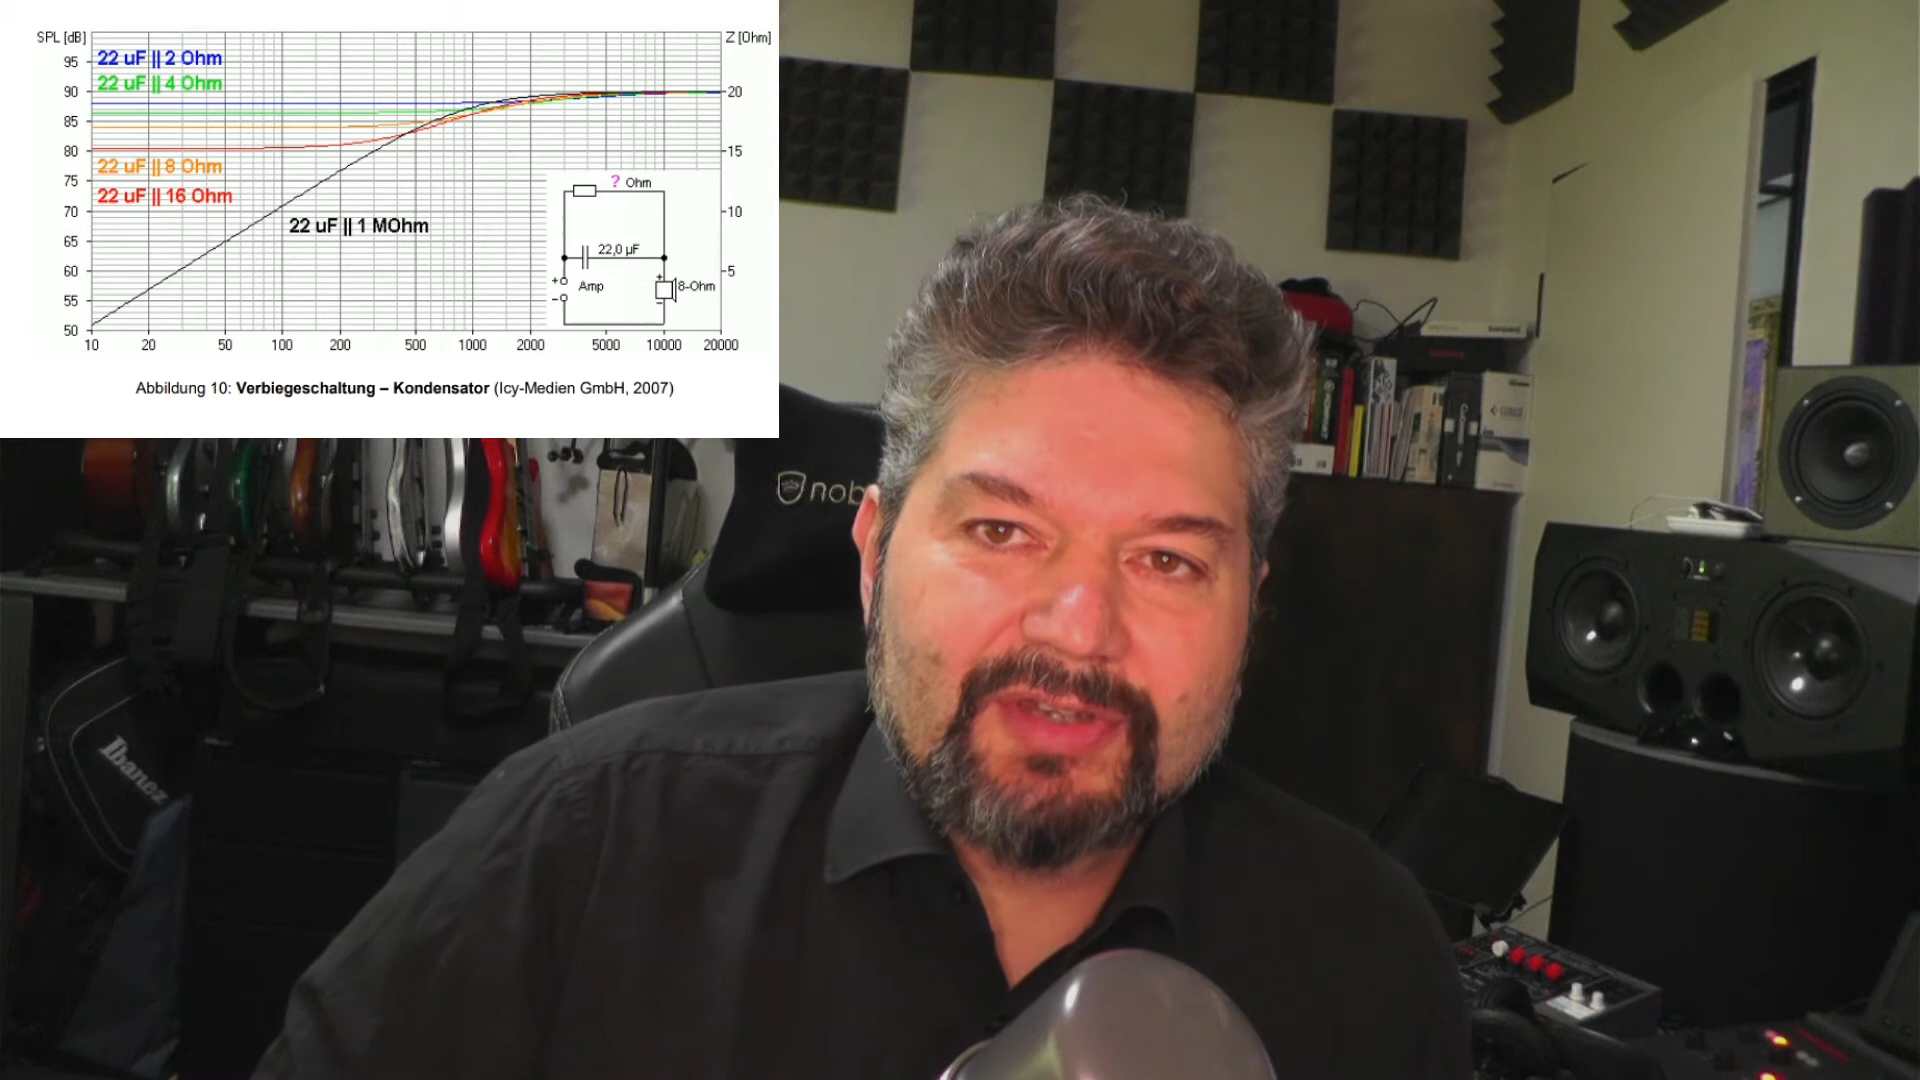 SPL [dB]
Z [Ohm]
22 uF || 2 Ohm
22 uF || 4 Ohm
22 uF || 8 Ohm
22 uF || 16 Ohm
22 uF || 1 MOhm
95
90
85
80
75
70
65
60
55
50
20
15
10
5
? Ohm
22,0 µF
+
Amp
−
+
8-Ohm
−
10 20 50 100 200 500 1000 2000 5000 10000 20000
Abbildung 10: Verbiegeschaltung – Kondensator (Icy-Medien GmbH, 2007)
nob
Ibanez